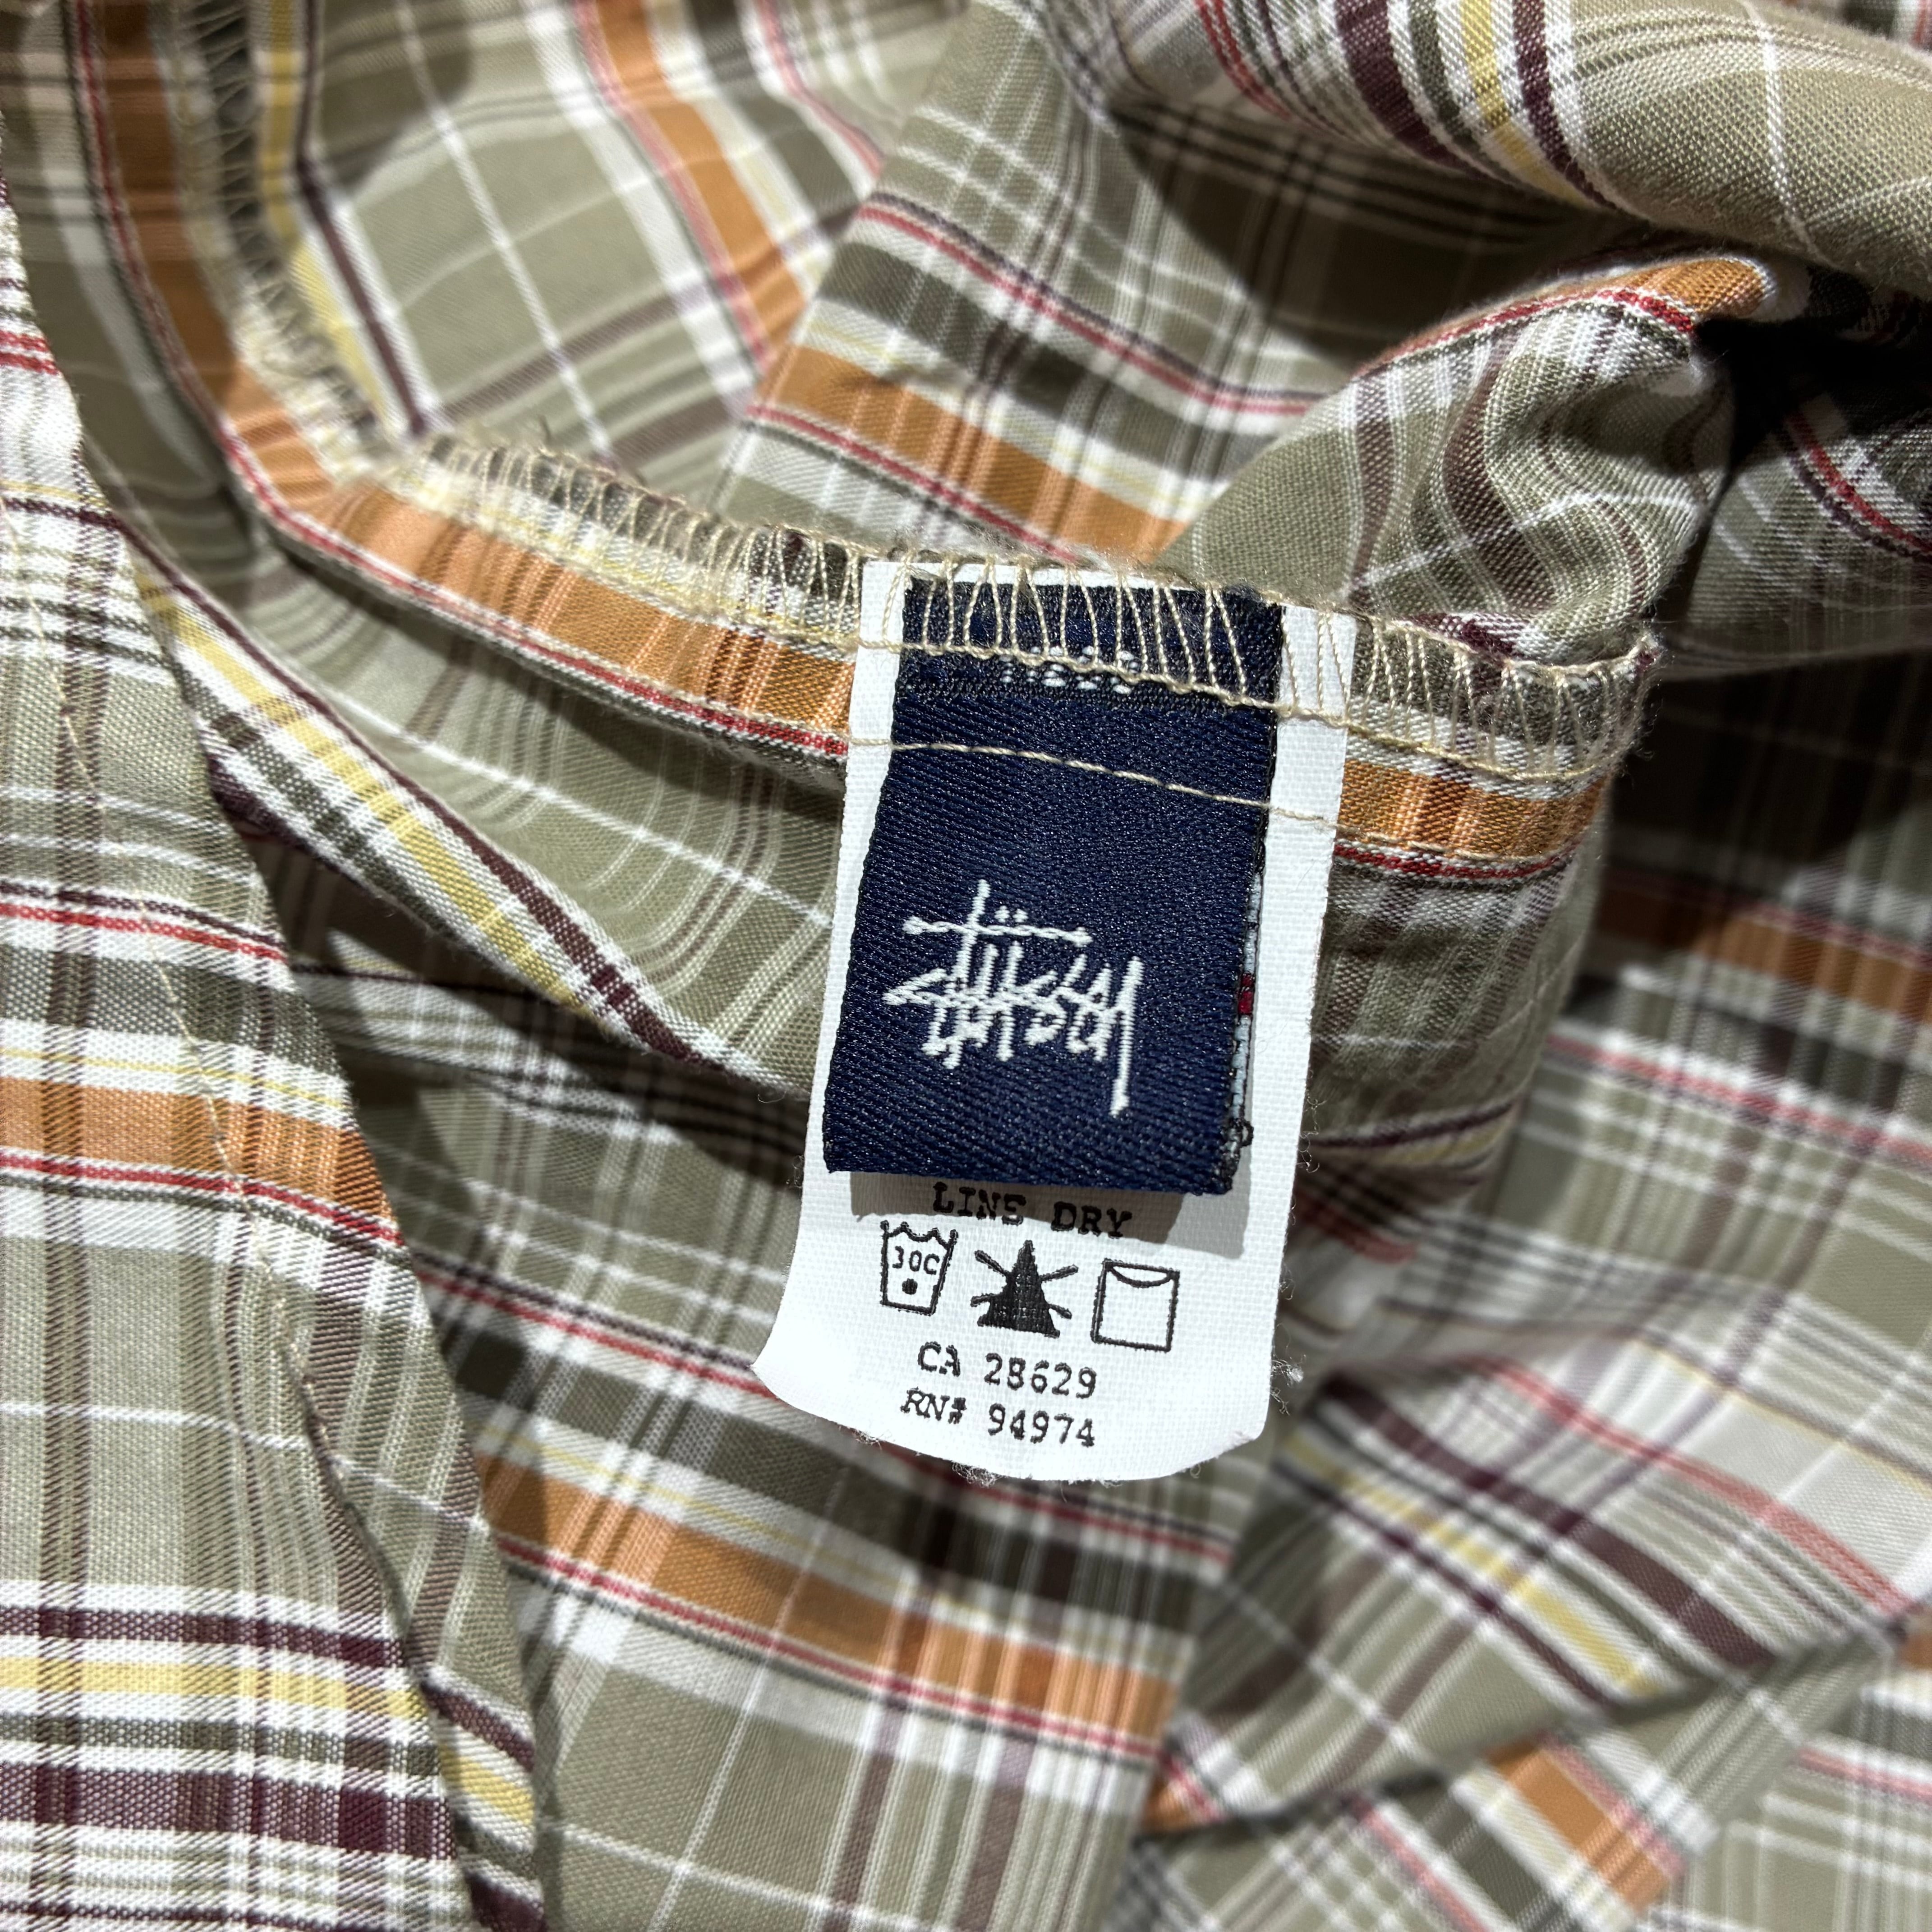 Stüssy
LINE DRY
30C
CA 28629
RN# 94974